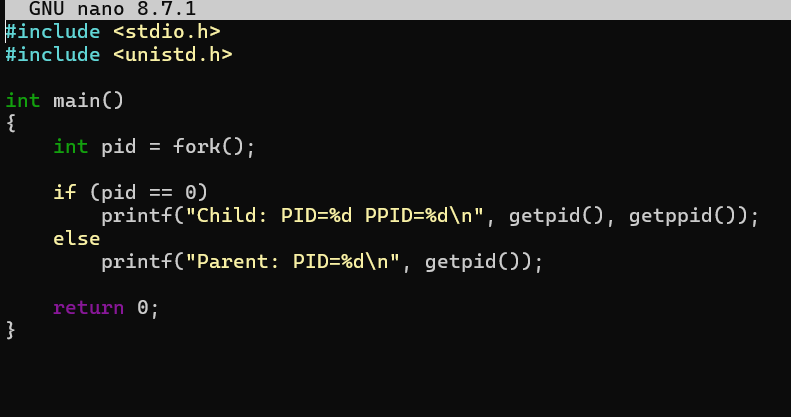 GNU nano 8.7.1
#include <stdio.h>
#include <unistd.h>
int main()
{
    int pid = fork();
    if (pid == 0)
        printf("Child: PID=%d PPID=%d\n", getpid(), getppid());
    else
        printf("Parent: PID=%d\n", getpid());
    return 0;
}